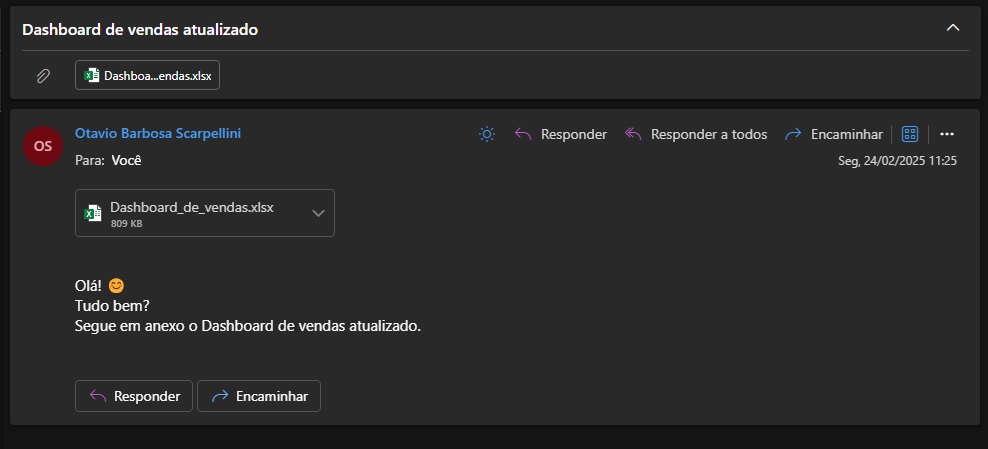 Dashboard de vendas atualizado
Dashboa...endas.xlsx
OS
Otavio Barbosa Scarpellini
Responder
Responder a todos
Encaminhar
Para: Você
Seg, 24/02/2025 11:25
Dashboard_de_vendas.xlsx
809 KB
Olá! 😊
Tudo bem?
Segue em anexo o Dashboard de vendas atualizado.
Responder
Encaminhar